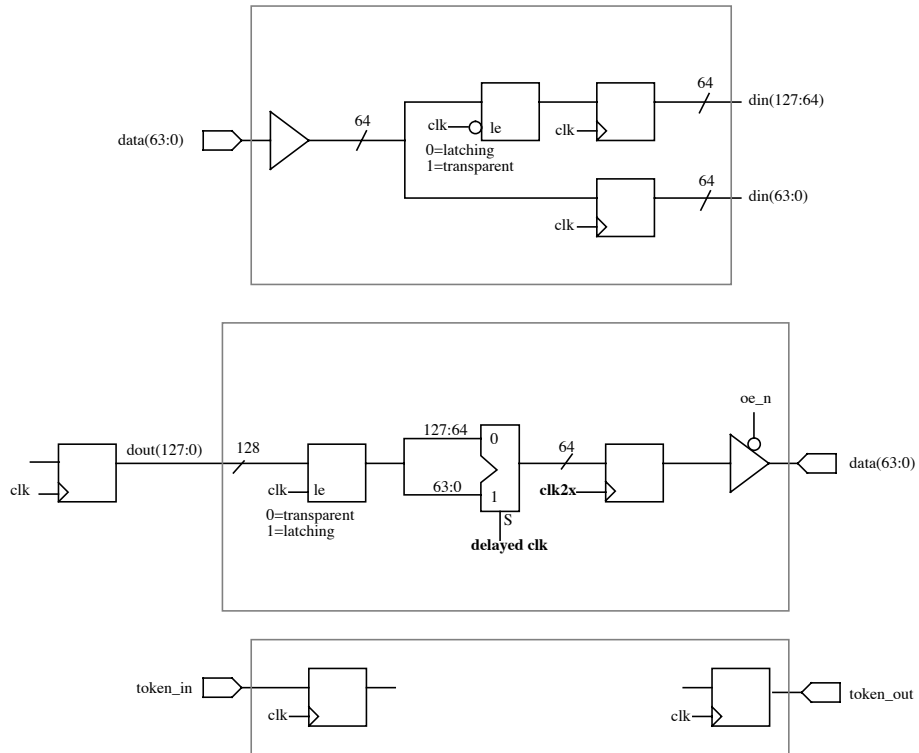 64
64
din(127:64)
clk
le
data(63:0)
clk
0=latching
1=transparent
64
din(63:0)
clk
oe_n
127:64
0
dout(127:0)
128
64
data(63:0)
clk
clk
le
63:0
1
clk2x
0=transparent
1=latching
S
delayed clk
token_in
token_out
clk
clk